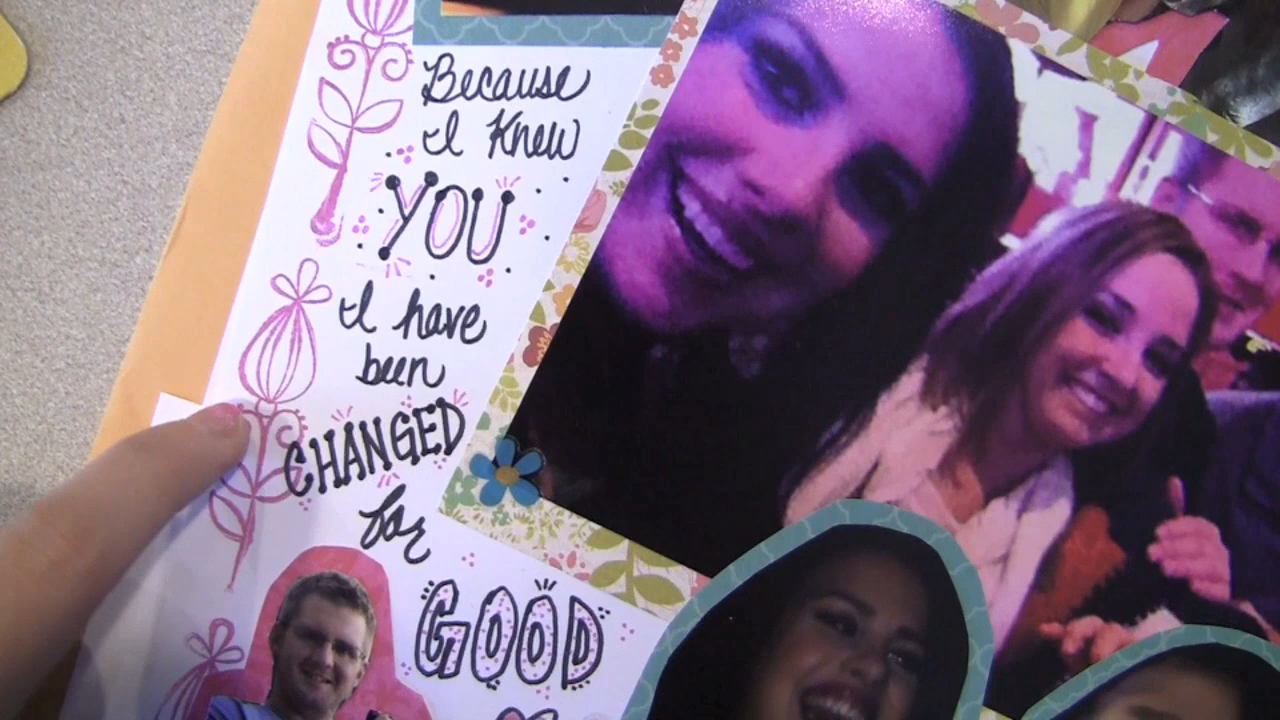 Because
I Knew
YOU
I have
been
CHANGED
for
GOOD